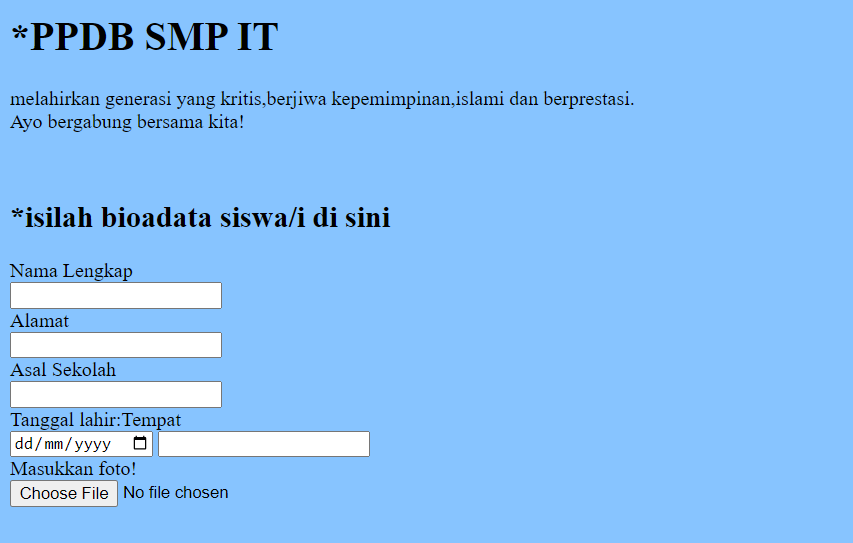 *PPDB SMP IT
melahirkan generasi yang kritis,berjiwa kepemimpinan,islami dan berprestasi.
Ayo bergabung bersama kita!
*isilah bioadata siswa/i di sini
Nama Lengkap
Alamat
Asal Sekolah
Tanggal lahir:Tempat
dd/mm/yyyy
Masukkan foto!
Choose File No file chosen